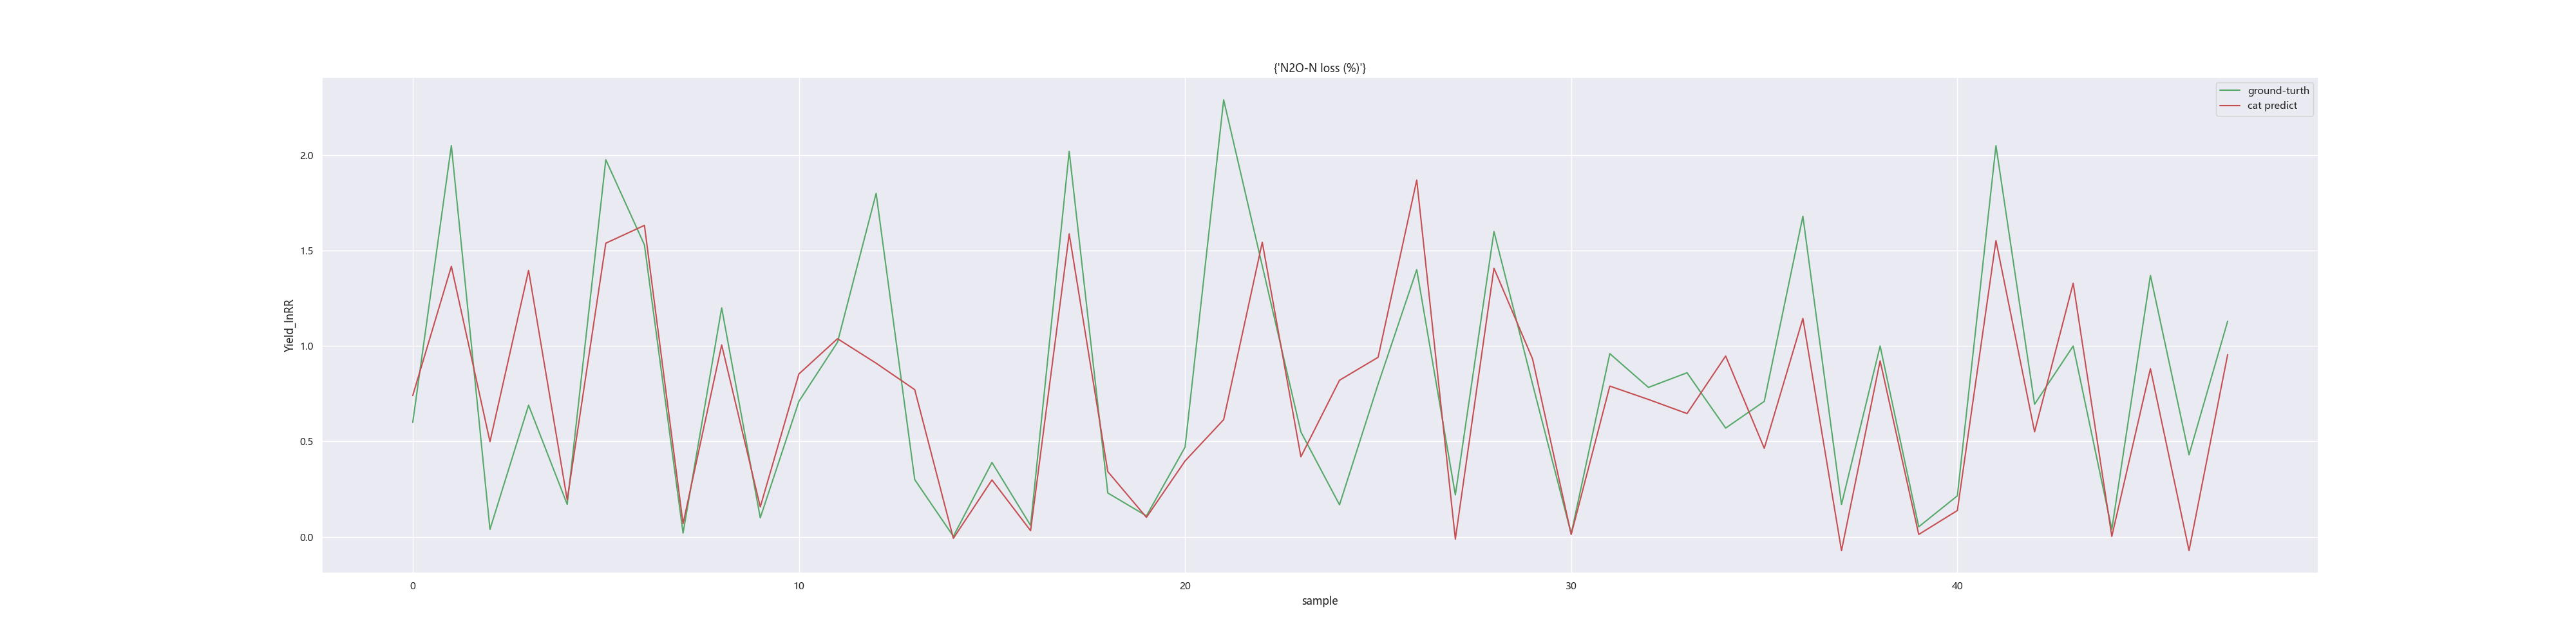 {'N2O-N loss (%)'}
ground-turth
cat predict
Yield_lnRR
2.0
1.5
1.0
0.5
0.0
0 10 20 30 40
sample